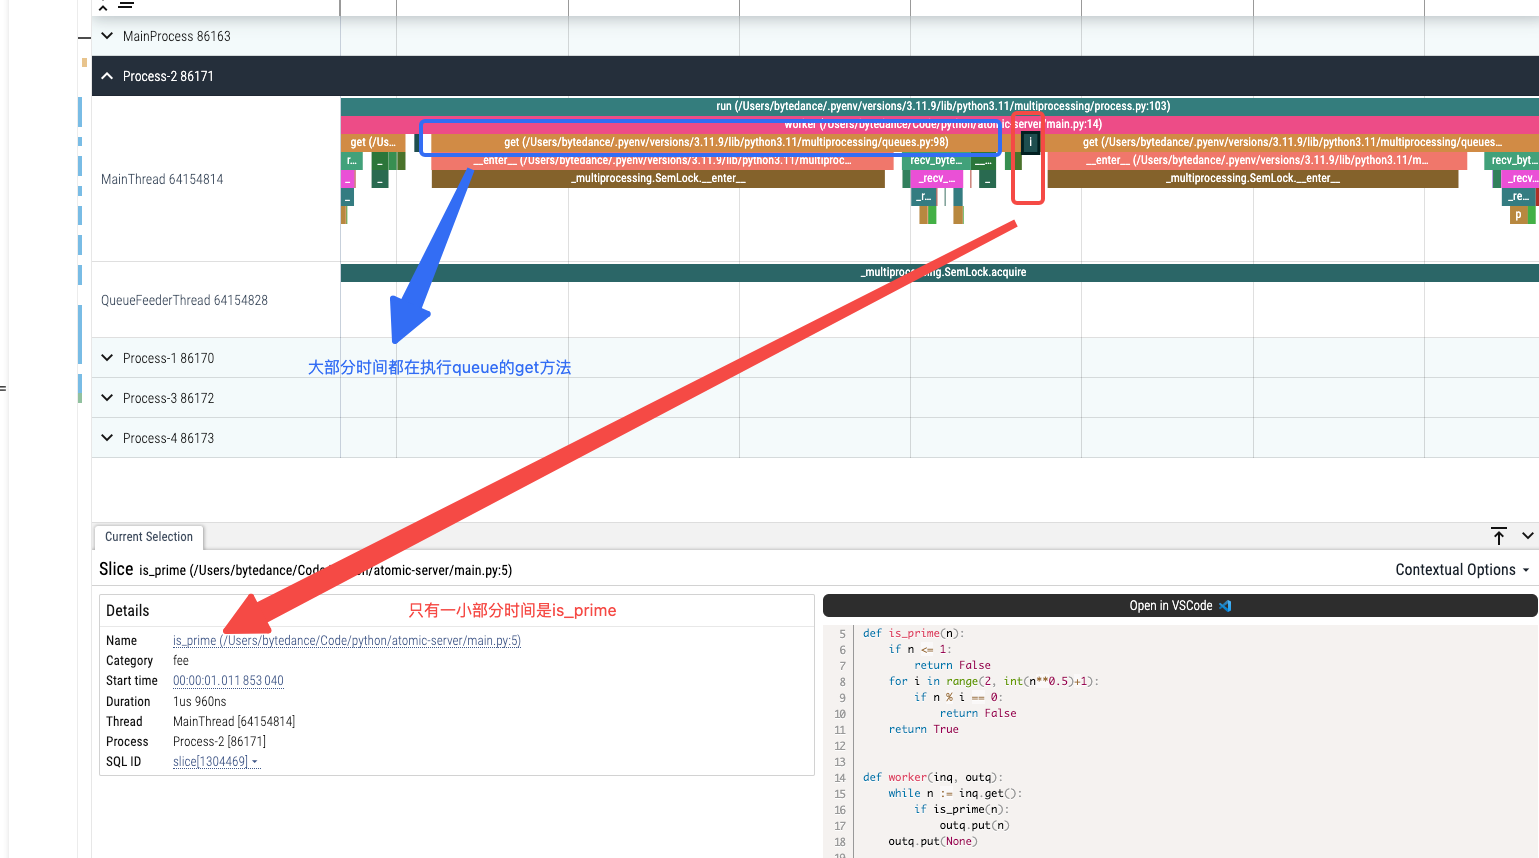 MainProcess 86163
Process-2 86171
run (/Users/bytedance/.pyenv/versions/3.11.9/lib/python3.11/multiprocessing/process.py:103)
worker (/Users/bytedance/Code/python/atomic-server/main.py:14)
get (/Us...
get (/Users/bytedance/.pyenv/versions/3.11.9/lib/python3.11/multiprocessing/queues.py:98)
i
get (/Users/bytedance/.pyenv/versions/3.11.9/lib/python3.11/multiprocessing/queues...
r...
__enter__ (/Users/bytedance/.pyenv/versions/3.11.9/lib/python3.11/multiproc...
recv_byte...
__...
__enter__ (/Users/bytedance/.pyenv/versions/3.11.9/lib/python3.11/m...
recv_byt...
MainThread 64154814
_multiprocessing.SemLock.__enter__
_recv_...
_multiprocessing.SemLock.__enter__
_recv...
_r...
_re...
p
_multiprocessing.SemLock.acquire
QueueFeederThread 64154828
Process-1 86170
大部分时间都在执行queue的get方法
Process-3 86172
Process-4 86173
Current Selection
Slice is_prime (/Users/bytedance/Code/python/atomic-server/main.py:5)
Contextual Options
Details
只有一小部分时间是is_prime
Open in VSCode
Name is_prime (/Users/bytedance/Code/python/atomic-server/main.py:5)
Category fee
Start time 00:00:01.011 853 040
Duration 1us 960ns
Thread MainThread [64154814]
Process Process-2 [86171]
SQL ID slice[1304469]
5 def is_prime(n):
6 if n <= 1:
7 return False
8 for i in range(2, int(n**0.5)+1):
9 if n % i == 0:
10 return False
11 return True
12
13
14 def worker(inq, outq):
15 while n := inq.get():
16 if is_prime(n):
17 outq.put(n)
18 outq.put(None)
19